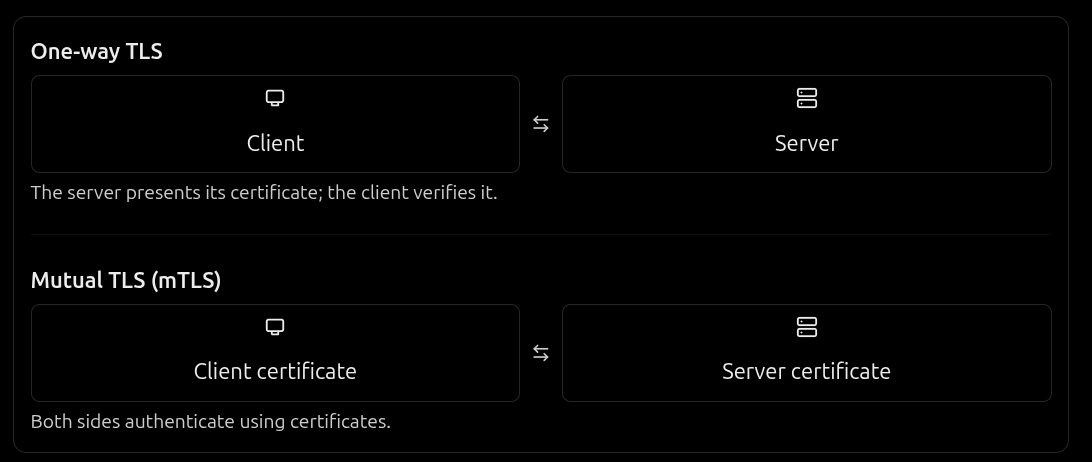 One-way TLS
Client
Server
The server presents its certificate; the client verifies it.
Mutual TLS (mTLS)
Client certificate
Server certificate
Both sides authenticate using certificates.